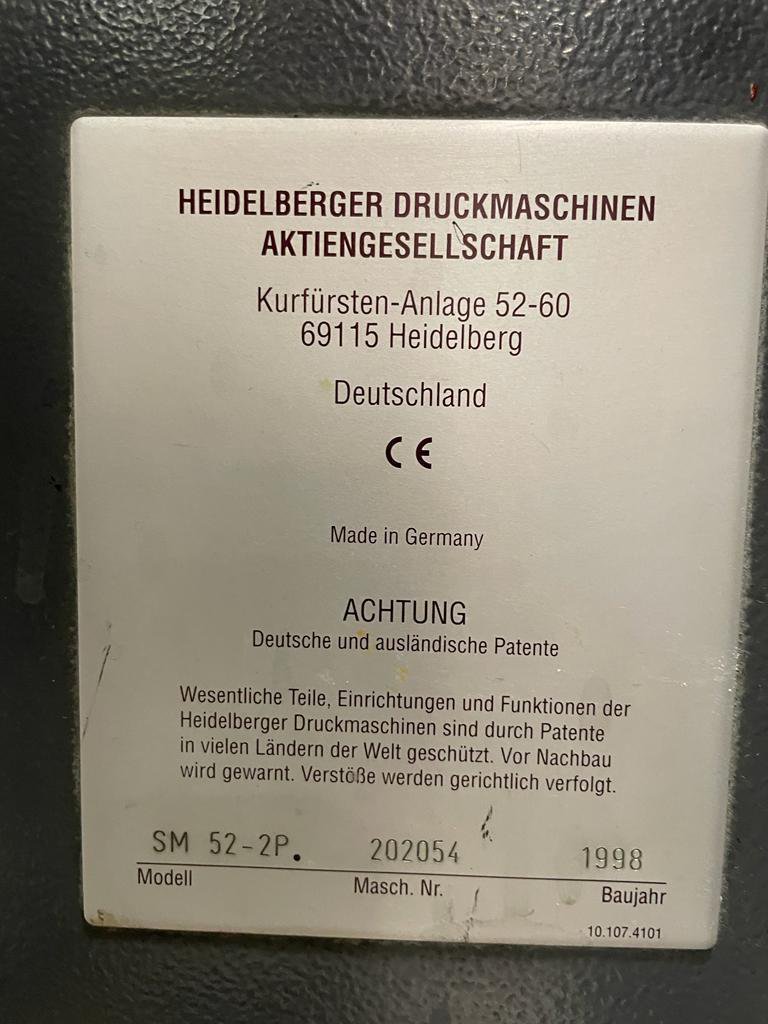 HEIDELBERGER DRUCKMASCHINEN
AKTIENGESELLSCHAFT
Kurfürsten-Anlage 52-60
69115 Heidelberg
Deutschland
CE
Made in Germany
ACHTUNG
Deutsche und ausländische Patente
Wesentliche Teile, Einrichtungen und Funktionen der
Heidelberger Druckmaschinen sind durch Patente
in vielen Ländern der Welt geschützt. Vor Nachbau
wird gewarnt. Verstöße werden gerichtlich verfolgt.
SM 52-2P. 202054 1998
Modell Masch. Nr. Baujahr
10.107.4101